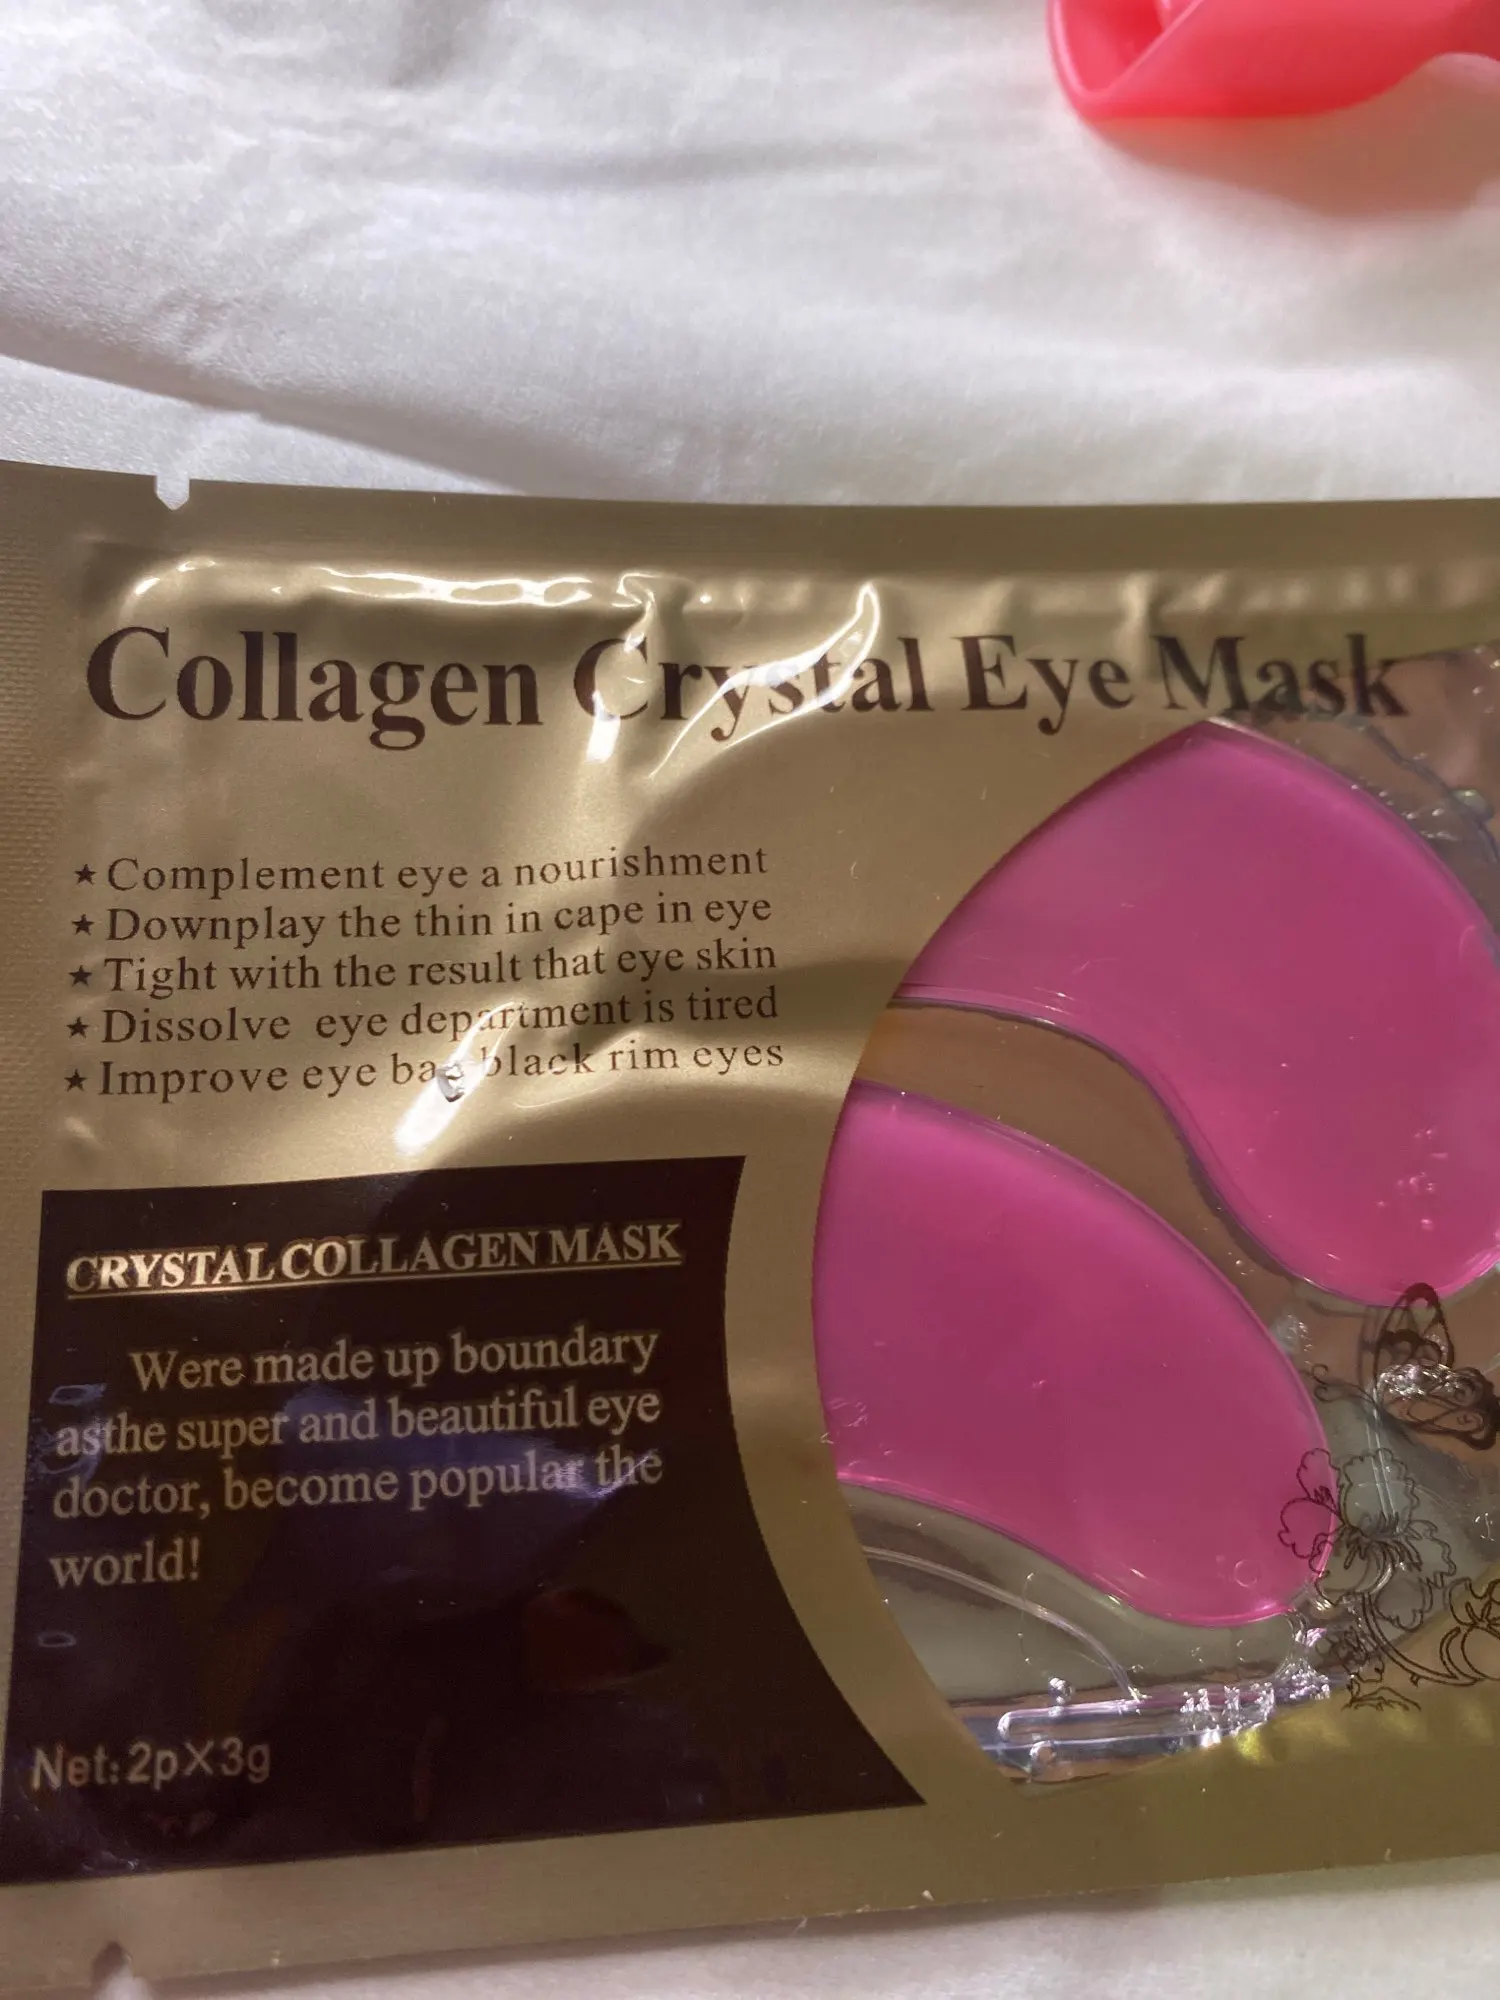 Collagen Crystal Eye Mask
★ Complement eye a nourishment
★ Downplay the thin in cape in eye
★ Tight with the result that eye skin
★ Dissolve eye department is tired
★ Improve eye bag black rim eyes
CRYSTAL COLLAGEN MASK
Were made up boundary
asthe super and beautiful eye
doctor, become popular the
world!
Net: 2pX3g